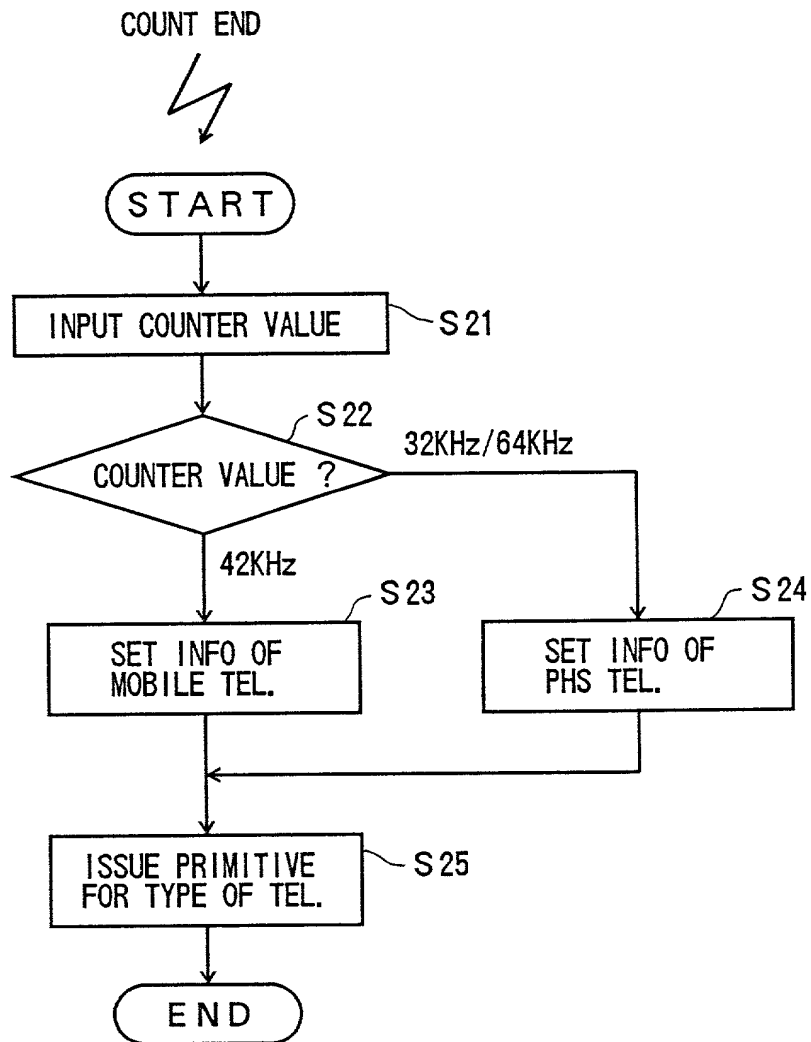 COUNT END
START
INPUT COUNTER VALUE
S21
S22
COUNTER VALUE ?
32KHz/64KHz
42KHz
S23
SET INFO OF
MOBILE TEL.
S24
SET INFO OF
PHS TEL.
ISSUE PRIMITIVE
FOR TYPE OF TEL.
S25
END